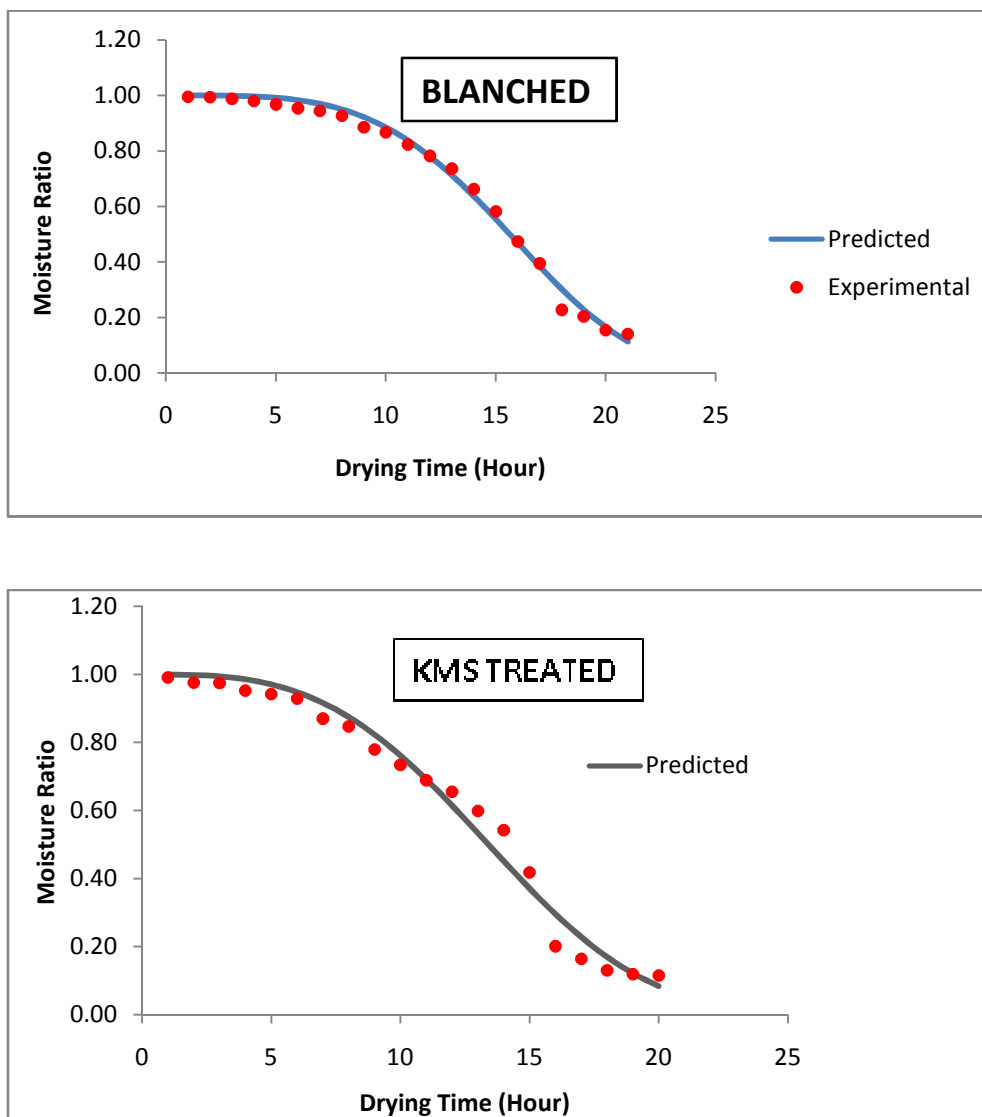 1.20
1.00
0.80
0.60
0.40
0.20
0.00
Moisture Ratio
BLANCHED
Predicted
Experimental
0 5 10 15 20 25
Drying Time (Hour)
1.20
1.00
0.80
0.60
0.40
0.20
0.00
Moisture Ratio
KMS TREATED
Predicted
0 5 10 15 20 25
Drying Time (Hour)